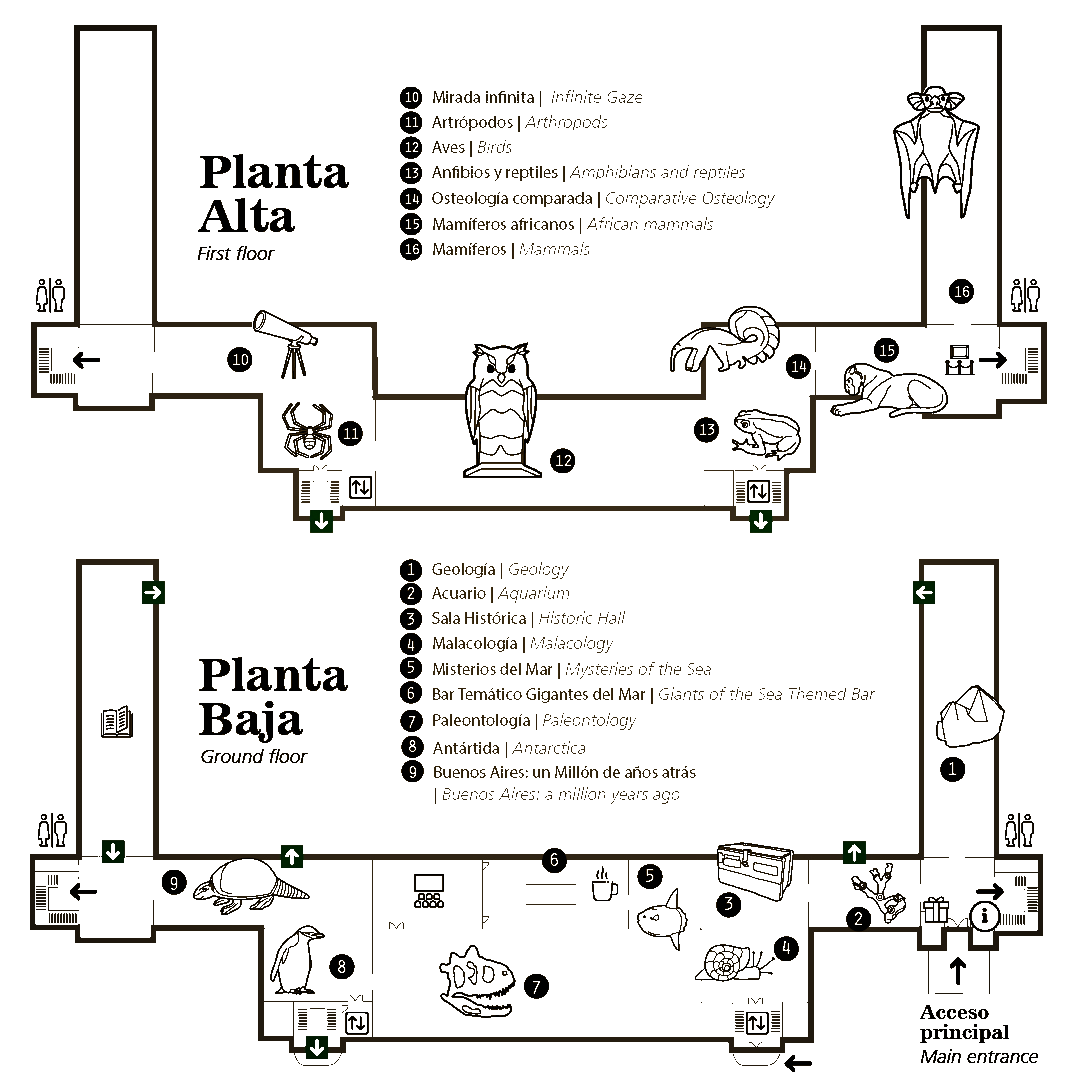 10 Mirada infinita | Infinite Gaze
11 Artrópodos | Arthropods
12 Aves | Birds
13 Anfibios y reptiles | Amphibians and reptiles
14 Osteología comparada | Comparative Osteology
15 Mamíferos africanos | African mammals
16 Mamíferos | Mammals
Planta
Alta
First floor
16
10
15
14
11
13
12
1 Geología | Geology
2 Acuario | Aquarium
3 Sala Histórica | Historic Hall
4 Malacología | Malacology
5 Misterios del Mar | Mysteries of the Sea
6 Bar Temático Gigantes del Mar | Giants of the Sea Themed Bar
7 Paleontología | Paleontology
8 Antártida | Antarctica
9 Buenos Aires: un Millón de años atrás
| Buenos Aires: a million years ago
Planta
Baja
Ground floor
1
6
9
5
3
2
i
4
8
7
Acceso
principal
Main entrance